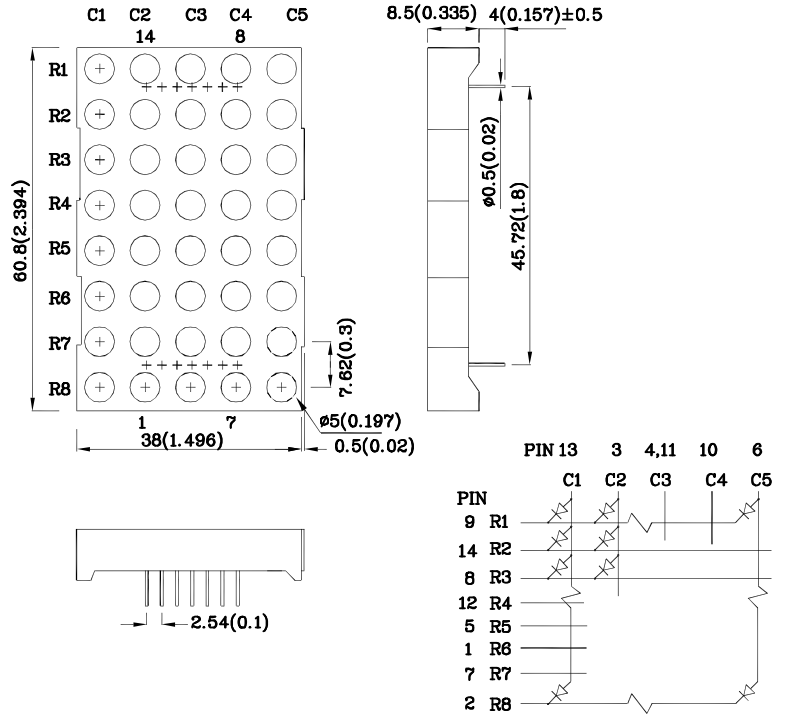 C1 C2 C3 C4 C5
14 8
R1
R2
R3
R4
R5
R6
R7
R8
60.8(2.394)
1 7
38(1.496)
7.62(0.3)
ø5(0.197)
0.5(0.02)
8.5(0.335) 4(0.157)±0.5
ø0.5(0.02)
45.72(1.8)
2.54(0.1)
PIN 13 3 4,11 10 6
C1 C2 C3 C4 C5
PIN
9 R1
14 R2
8 R3
12 R4
5 R5
1 R6
7 R7
2 R8